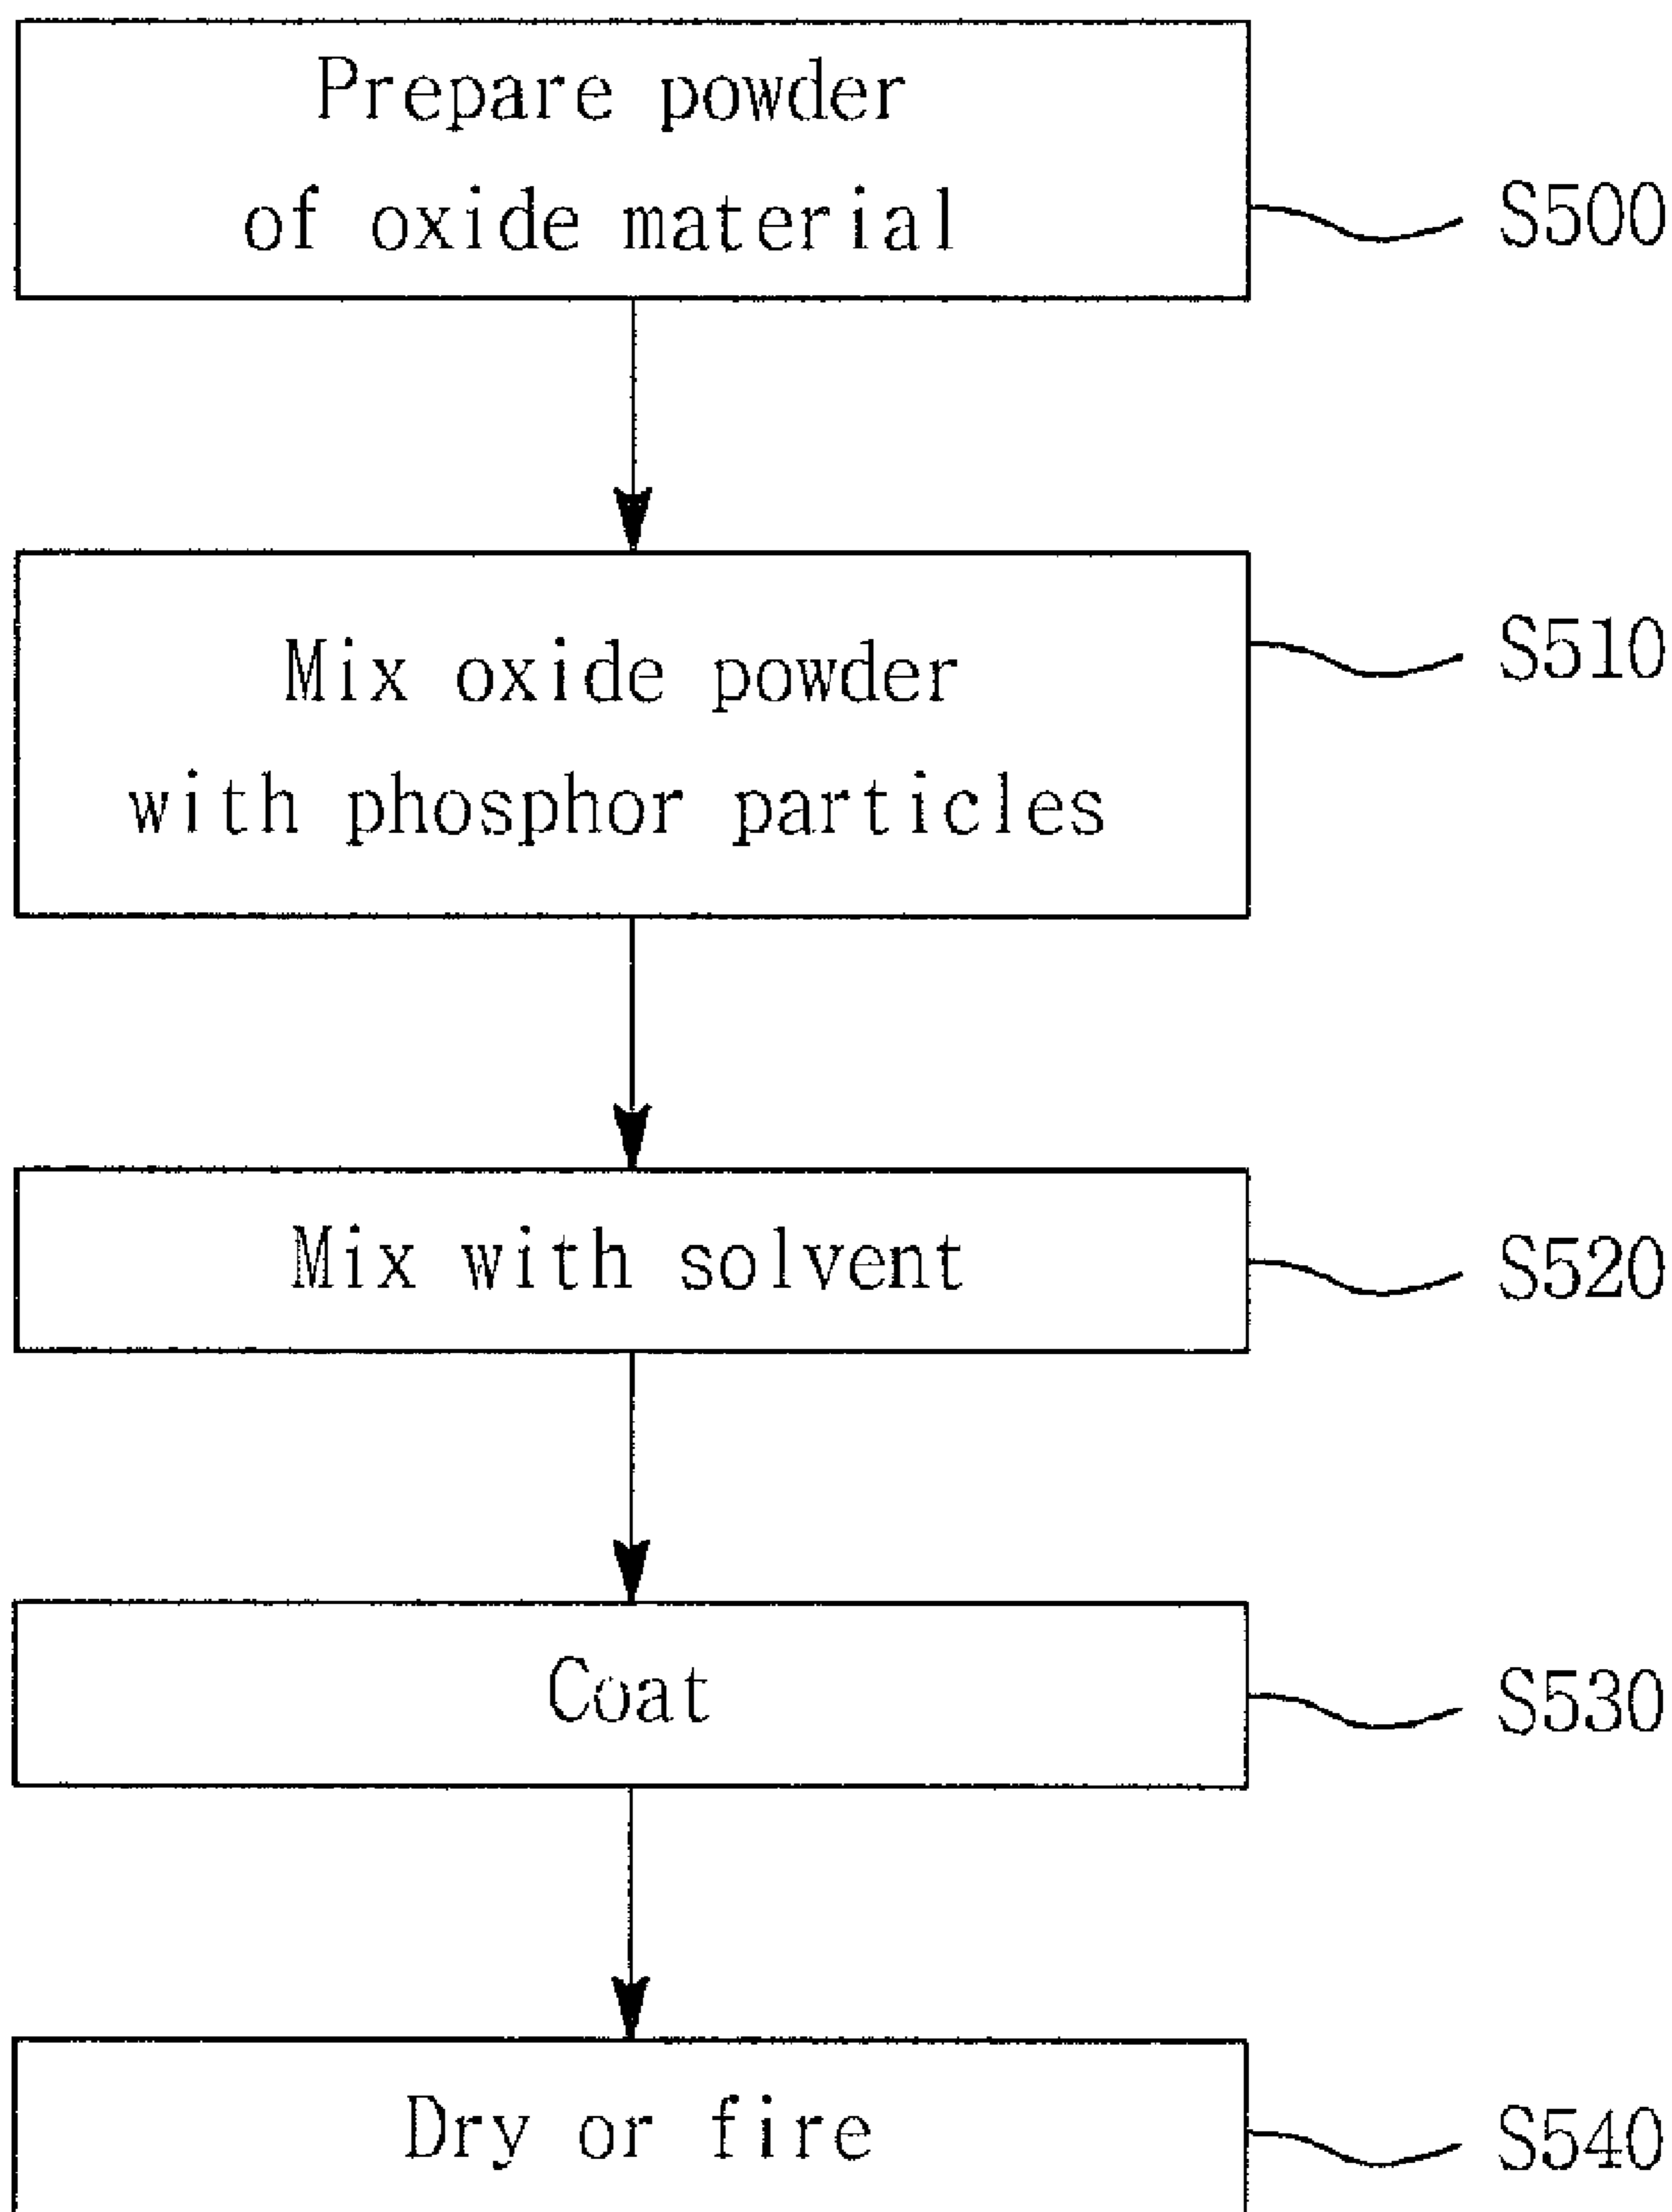 Prepare powder
of oxide material
S500
Mix oxide powder
with phosphor particles
S510
Mix with solvent
S520
Coat
S530
Dry or fire
S540